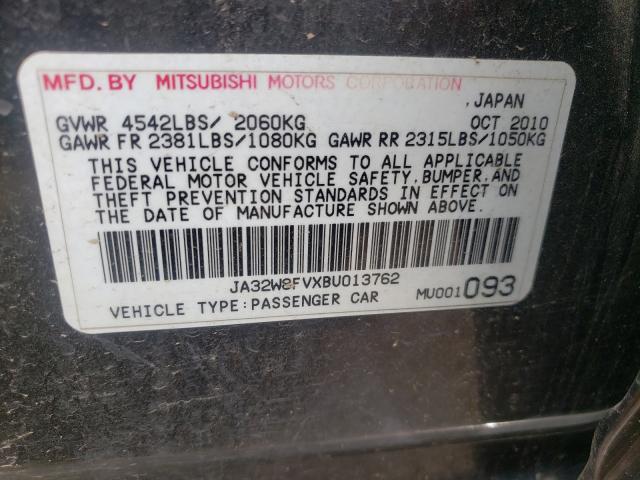 MFD. BY MITSUBISHI MOTORS CORPORATION
,JAPAN
GVWR 4542LBS/ 2060KG OCT 2010
GAWR FR 2381LBS/1080KG GAWR RR 2315LBS/1050KG
THIS VEHICLE CONFORMS TO ALL APPLICABLE
FEDERAL MOTOR VEHICLE SAFETY,BUMPER,AND
THEFT PREVENTION STANDARDS IN EFFECT ON
THE DATE OF MANUFACTURE SHOWN ABOVE.
JA32W8FVXBU013762
VEHICLE TYPE:PASSENGER CAR MU001093